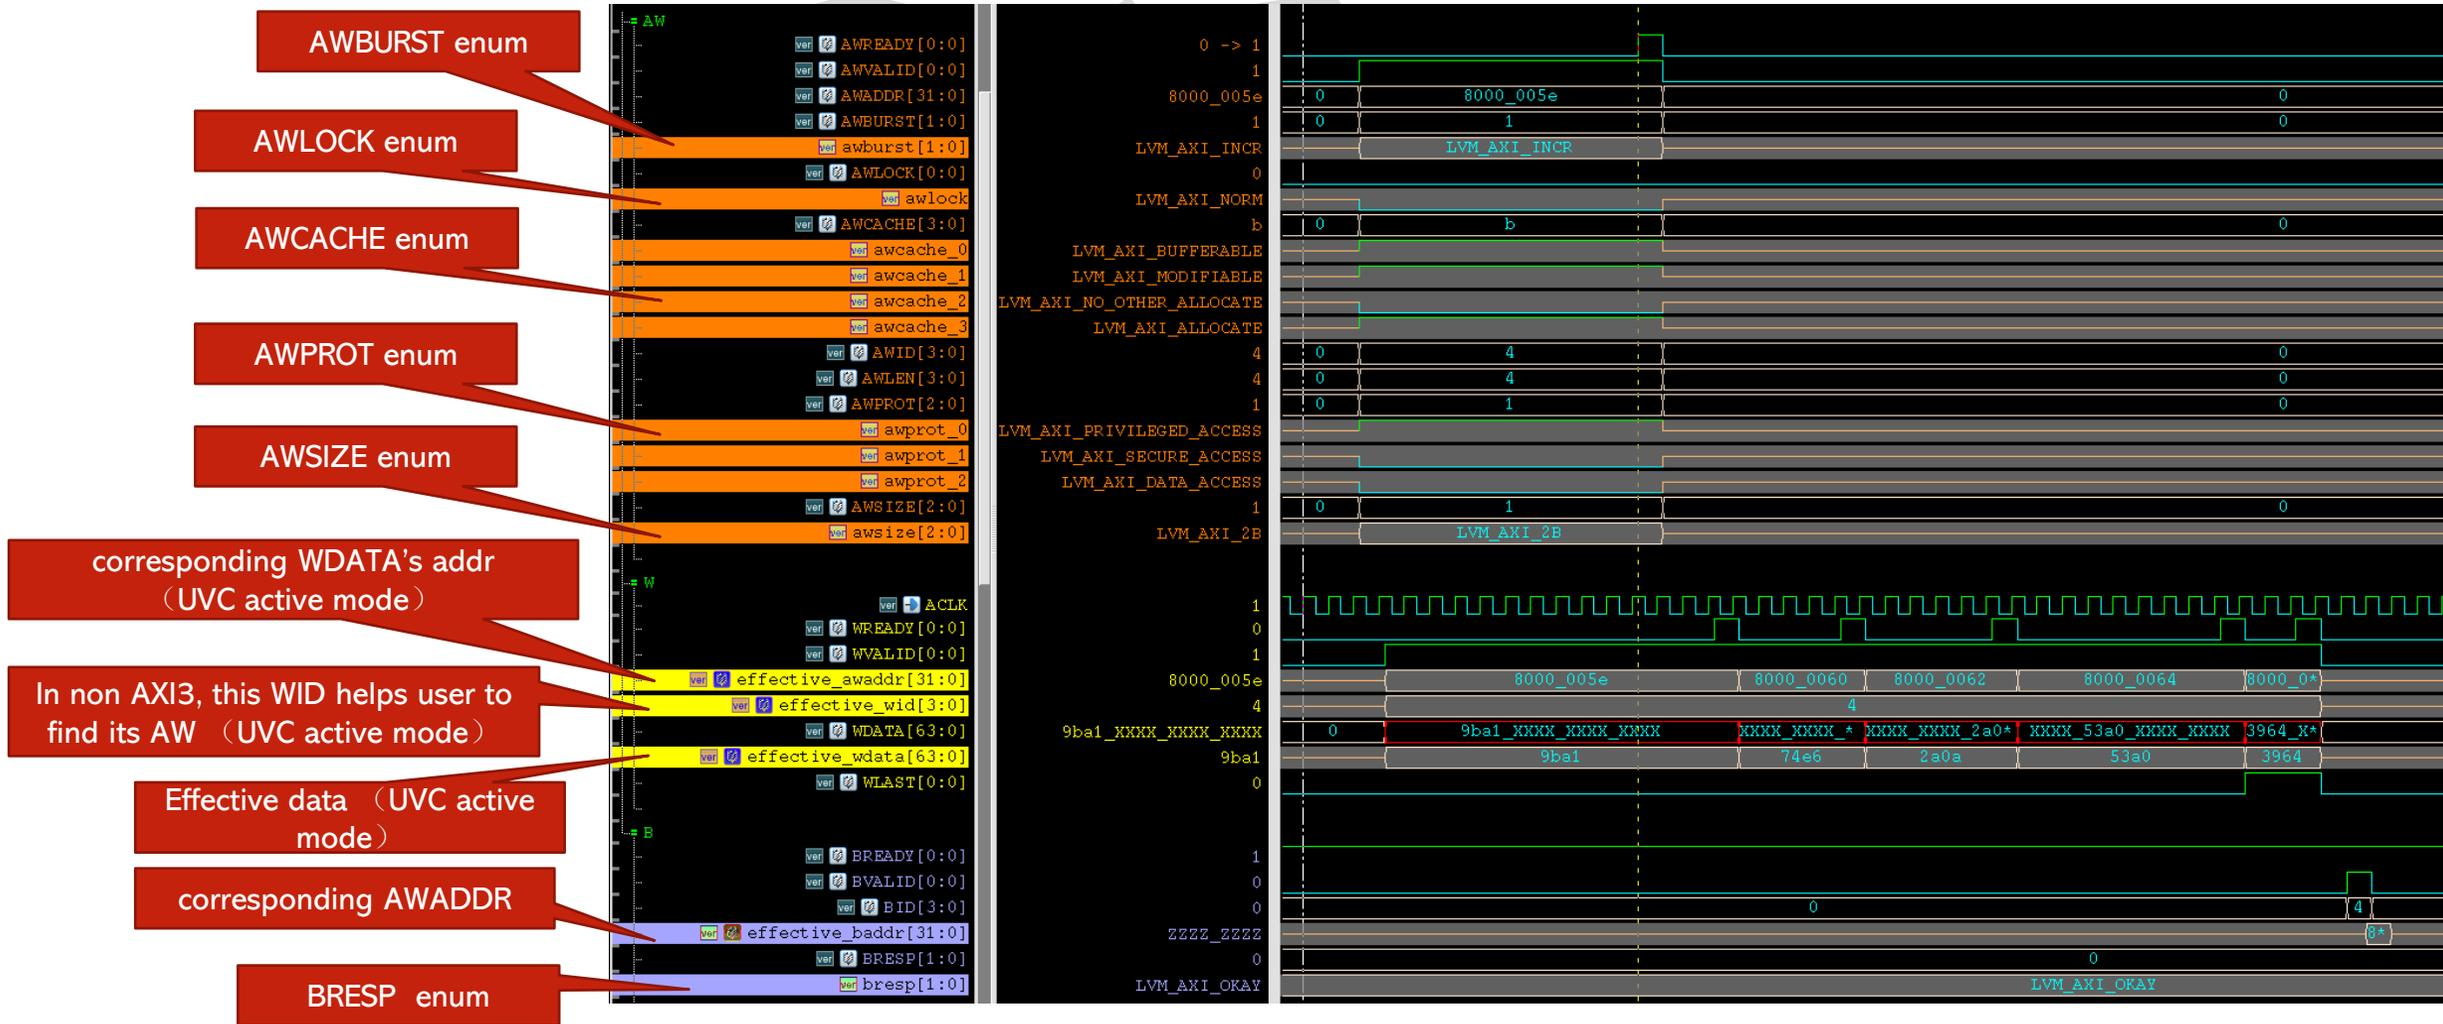 AWBURST enum
AWLOCK enum
AWCACHE enum
AWPROT enum
AWSIZE enum
corresponding WDATA's addr
（UVC active mode）
In non AXI3, this WID helps user to
find its AW （UVC active mode）
Effective data （UVC active
mode）
corresponding AWADDR
BRESP enum
AW
AWREADY[0:0] 0 -> 1
AWVALID[0:0] 1
AWADDR[31:0] 8000_005e 0 8000_005e 0
AWBURST[1:0] 1 0 1 0
awburst[1:0] LVM_AXI_INCR LVM_AXI_INCR
AWLOCK[0:0] 0
awlock LVM_AXI_NORM
AWCACHE[3:0] b 0 b 0
awcache_0 LVM_AXI_BUFFERABLE
awcache_1 LVM_AXI_MODIFIABLE
awcache_2 LVM_AXI_NO_OTHER_ALLOCATE
awcache_3 LVM_AXI_ALLOCATE
AWID[3:0] 4 0 4 0
AWLEN[3:0] 4 0 4 0
AWPROT[2:0] 1 0 1 0
awprot_0 LVM_AXI_PRIVILEGED_ACCESS
awprot_1 LVM_AXI_SECURE_ACCESS
awprot_2 LVM_AXI_DATA_ACCESS
AWSIZE[2:0] 1 0 1 0
awsize[2:0] LVM_AXI_2B LVM_AXI_2B
W
ACLK 1
WREADY[0:0] 0
WVALID[0:0] 1
effective_awaddr[31:0] 8000_005e 8000_005e 8000_0060 8000_0062 8000_0064 8000_0*
effective_wid[3:0] 4 4
WDATA[63:0] 9ba1_XXXX_XXXX_XXXX 0 9ba1_XXXX_XXXX_XXXX XXXX_XXXX_* XXXX_XXXX_2a0* XXXX_53a0_XXXX_XXXX 3964_X*
effective_wdata[63:0] 9ba1 9ba1 74e6 2a0a 53a0 3964
WLAST[0:0] 0
B
BREADY[0:0] 1
BVALID[0:0] 0
BID[3:0] 0 0 4
effective_baddr[31:0] ZZZZ_ZZZZ 8*
BRESP[1:0] 0 0
bresp[1:0] LVM_AXI_OKAY LVM_AXI_OKAY